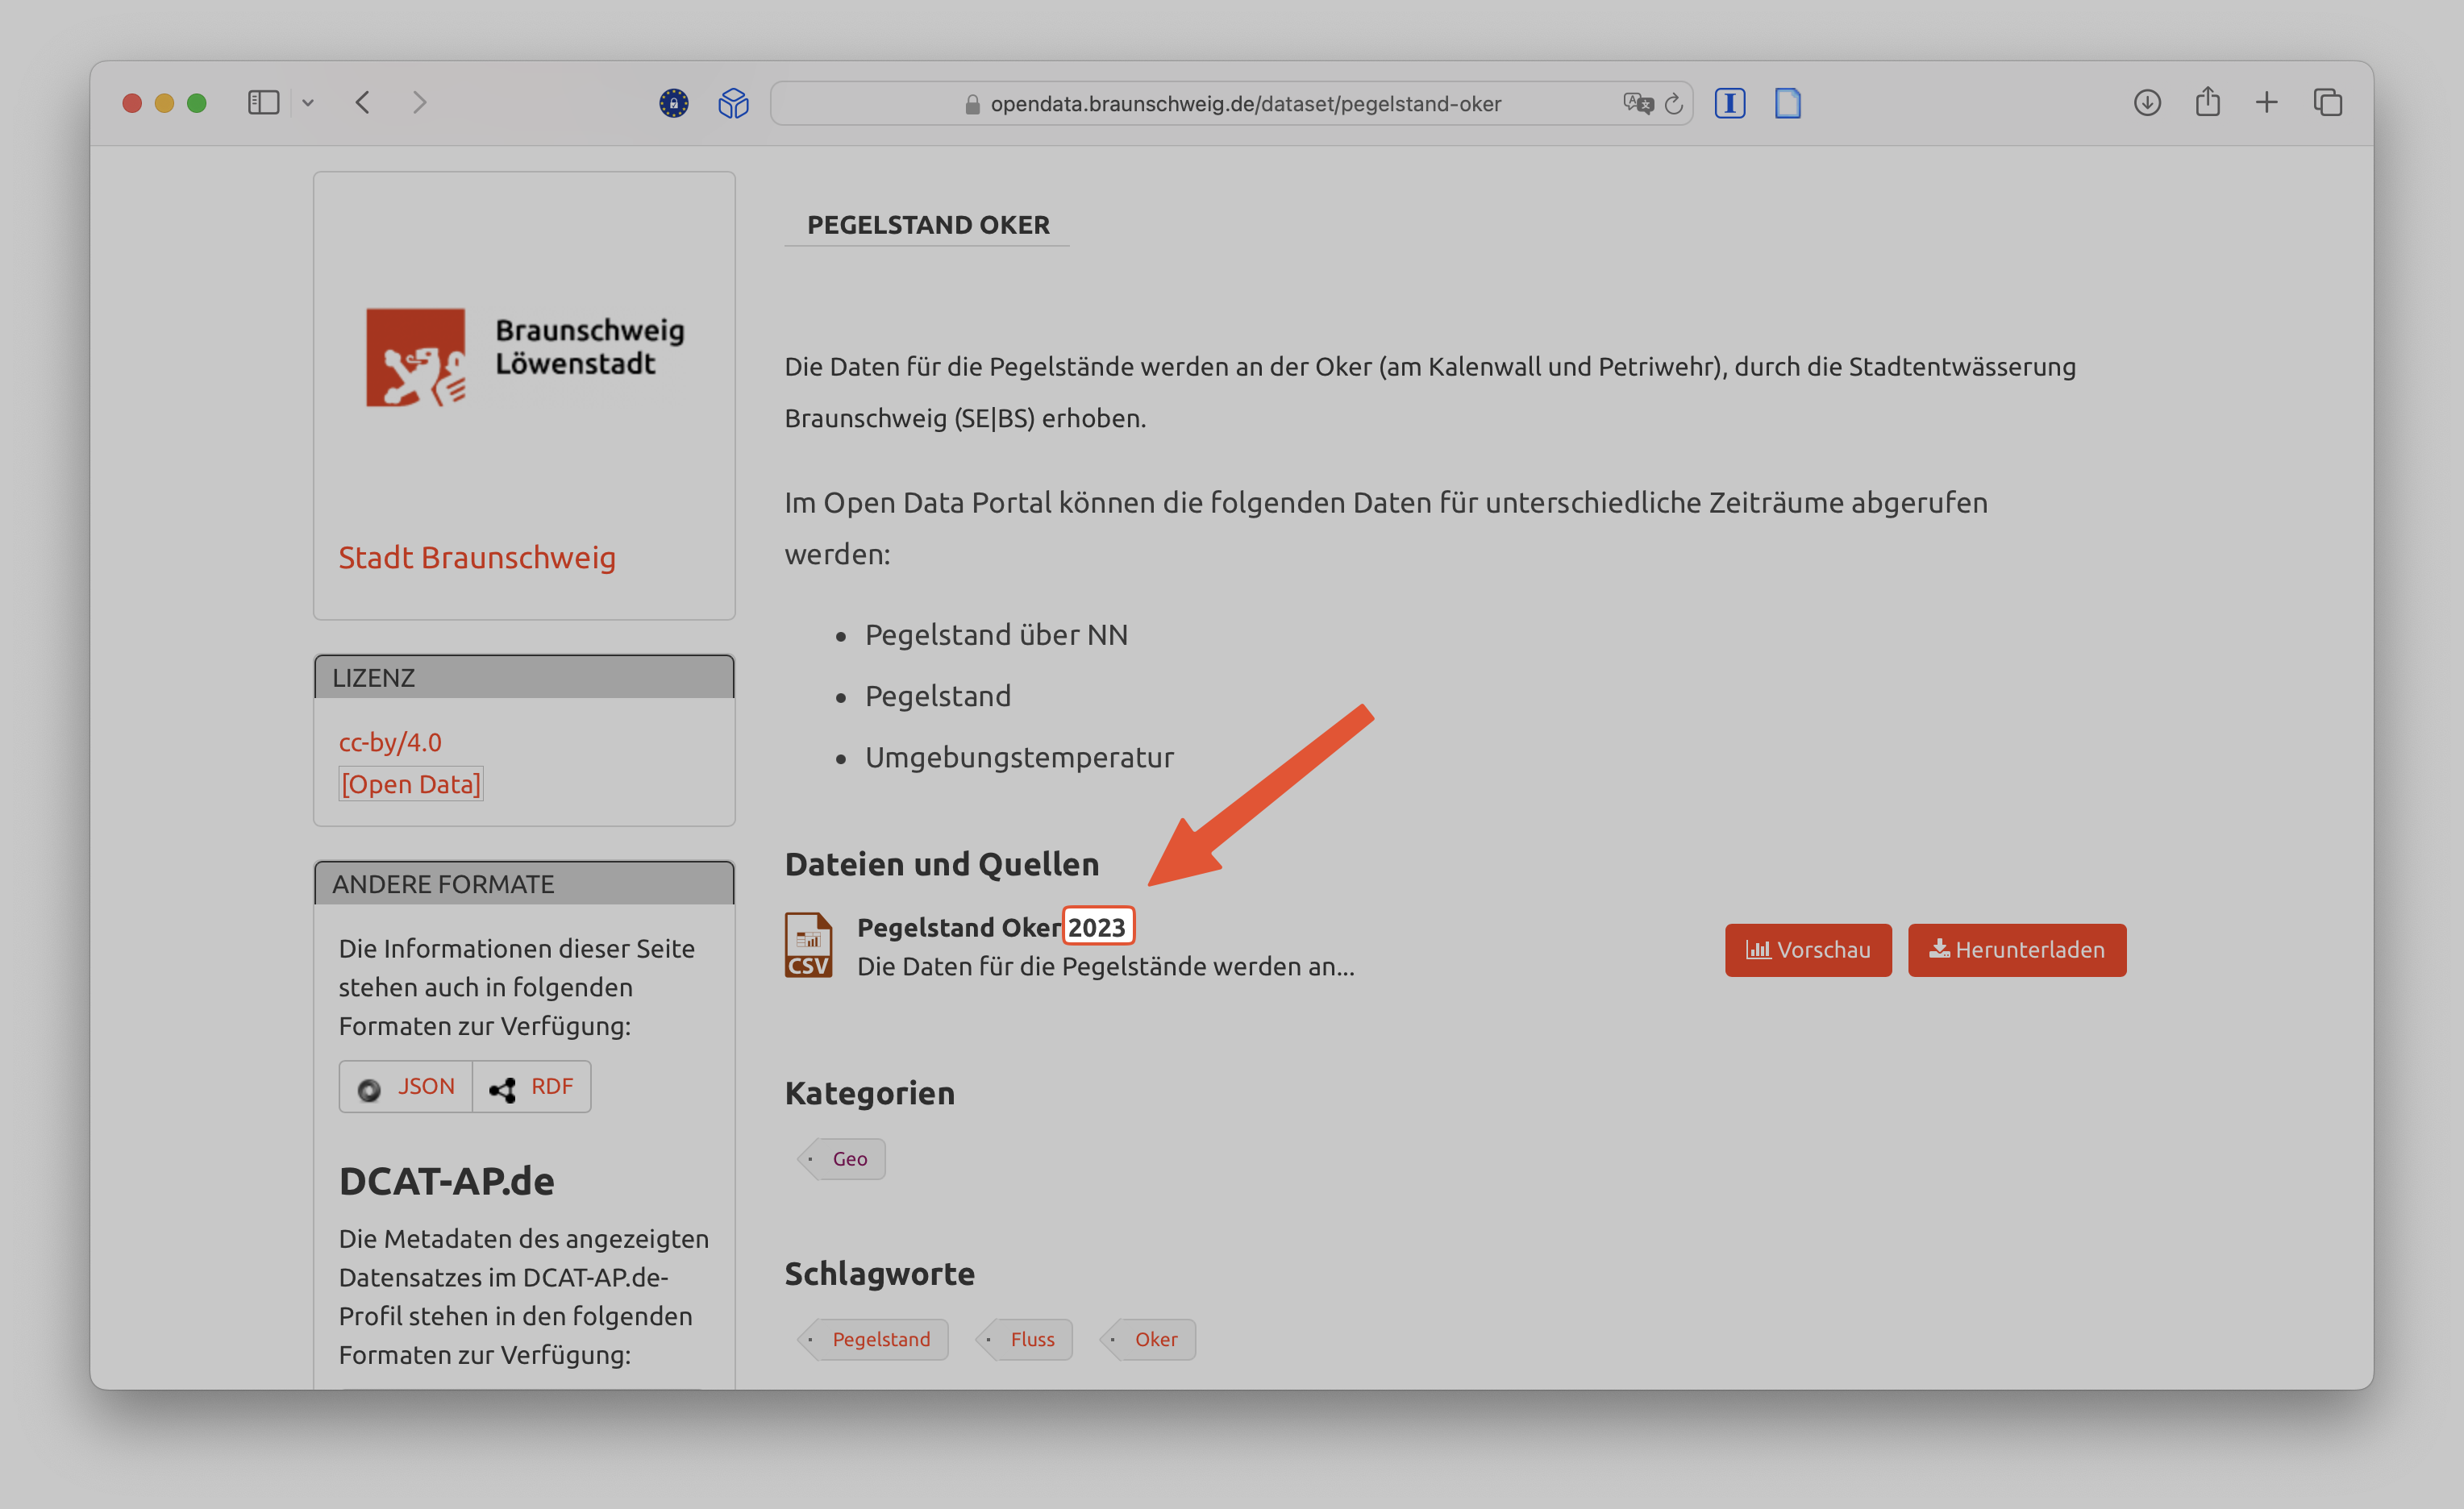 opendata.braunschweig.de/dataset/pegelstand-oker
Braunschweig
Löwenstadt
Stadt Braunschweig
LIZENZ
cc-by/4.0
[Open Data]
ANDERE FORMATE
Die Informationen dieser Seite
stehen auch in folgenden
Formaten zur Verfügung:
JSON RDF
DCAT-AP.de
Die Metadaten des angezeigten
Datensatzes im DCAT-AP.de-
Profil stehen in den folgenden
Formaten zur Verfügung:
PEGELSTAND OKER
Die Daten für die Pegelstände werden an der Oker (am Kalenwall und Petriwehr), durch die Stadtentwässerung
Braunschweig (SE|BS) erhoben.
Im Open Data Portal können die folgenden Daten für unterschiedliche Zeiträume abgerufen
werden:
• Pegelstand über NN
• Pegelstand
• Umgebungstemperatur
Dateien und Quellen
CSV
Pegelstand Oker 2023
Die Daten für die Pegelstände werden an...
Vorschau Herunterladen
Kategorien
Geo
Schlagworte
Pegelstand Fluss Oker